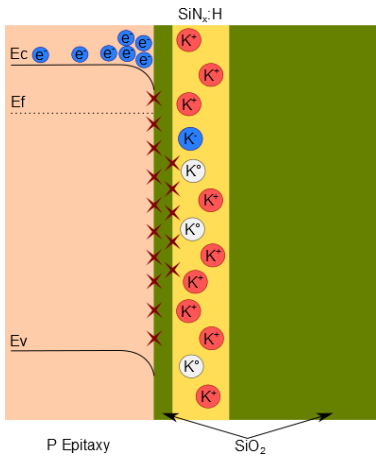 SiNₓ:H
Ec e⁻ e⁻ e⁻ e⁻ e⁻ e⁻ e⁻ K⁺
K⁺
Ef K⁺
K⁻
K°
K⁺
K°
K⁺
K⁺
K⁺
Ev K⁺
K°
K⁺
P Epitaxy SiO₂